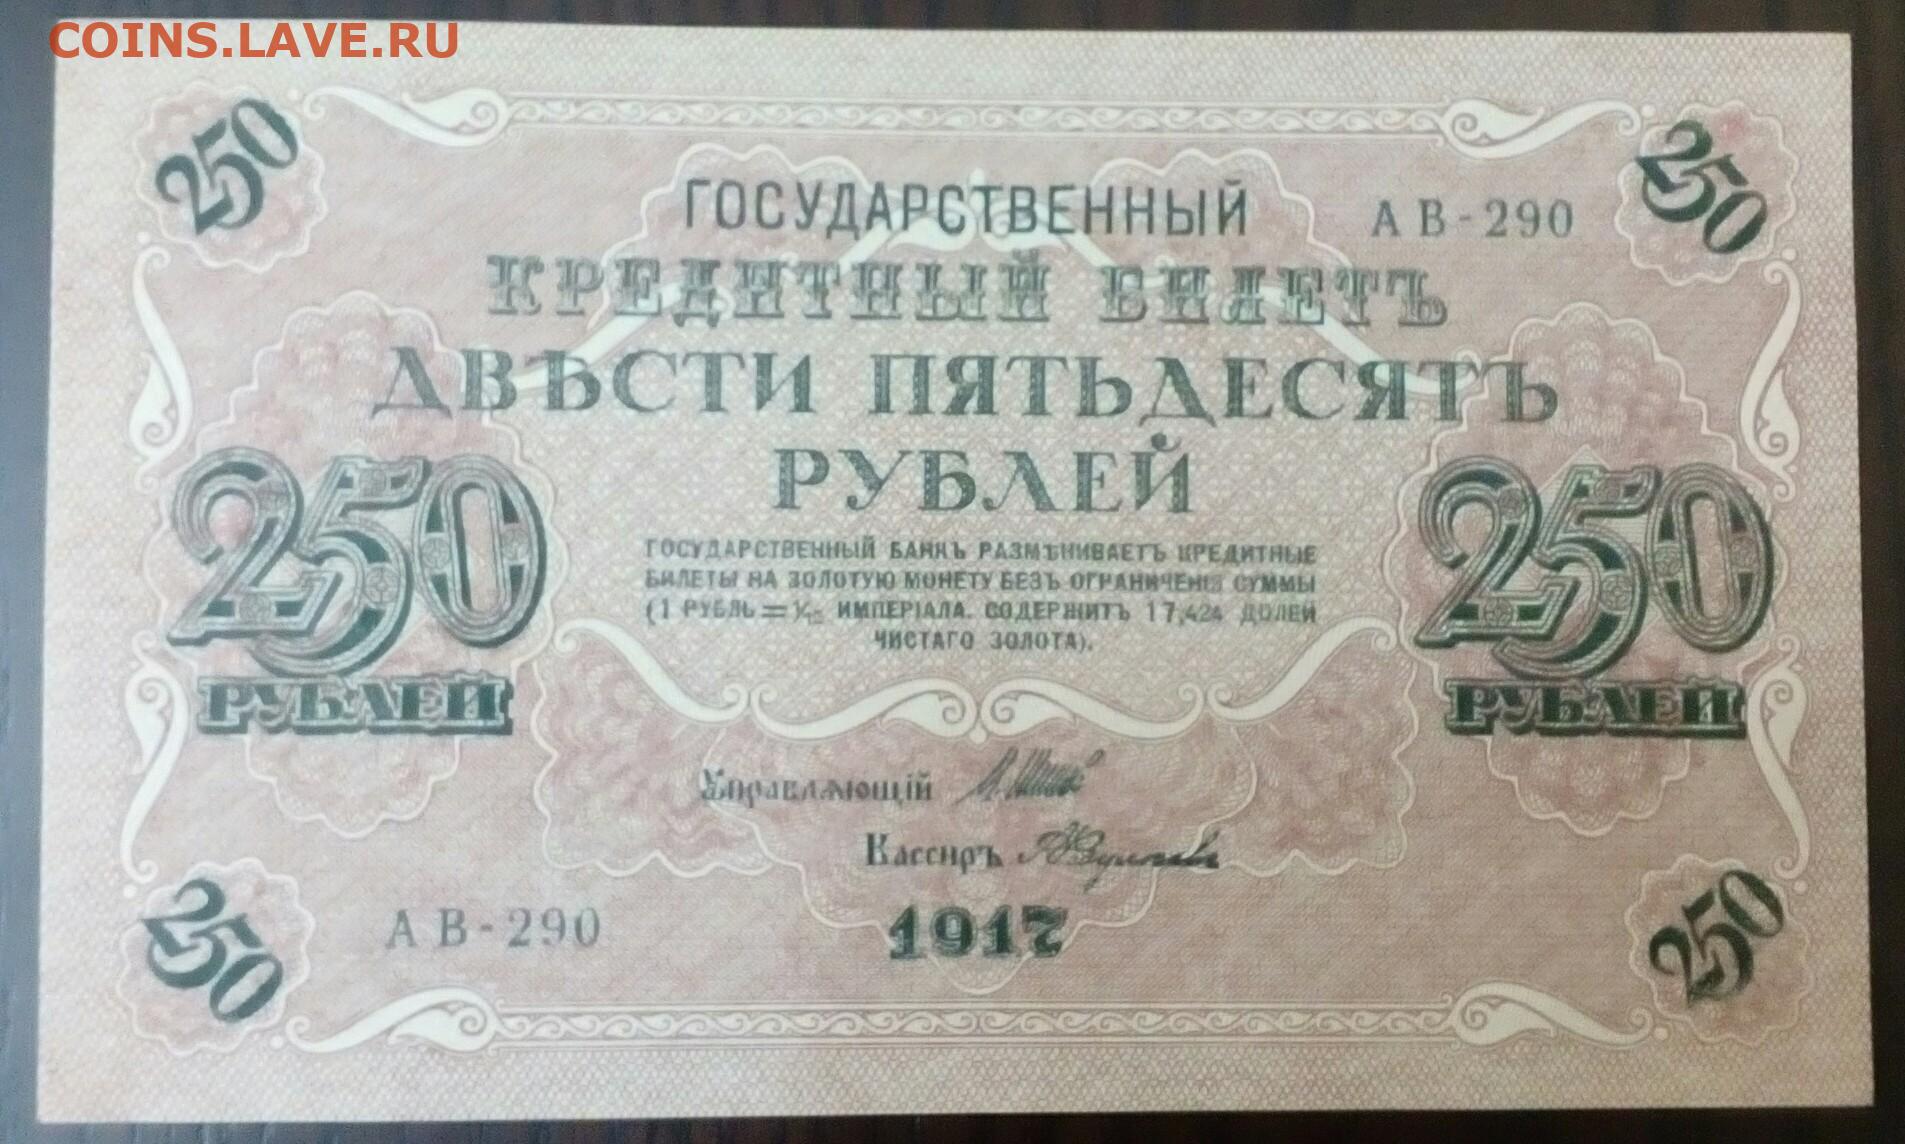 COINS.LAVE.RU
250
250
ГОСУДАРСТВЕННЫЙ
АВ-290
КРЕДИТНЫЙ БИЛЕТЪ
ДВѢСТИ ПЯТЬДЕСЯТЪ
РУБЛЕЙ
250
РУБЛЕЙ
250
РУБЛЕЙ
ГОСУДАРСТВЕННЫЙ БАНКЪ РАЗМѢНИВАЕТЪ КРЕДИТНЫЕ
БИЛЕТЫ НА ЗОЛОТУЮ МОНЕТУ БЕЗЪ ОГРАНИЧЕНІЯ СУММЫ
(1 РУБЛЬ = 1/15 ИМПЕРІАЛА. СОДЕРЖИТЪ 17,424 ДОЛЕЙ
ЧИСТАГО ЗОЛОТА).
Управляющій
Кассиръ
АВ-290
1917
250
250